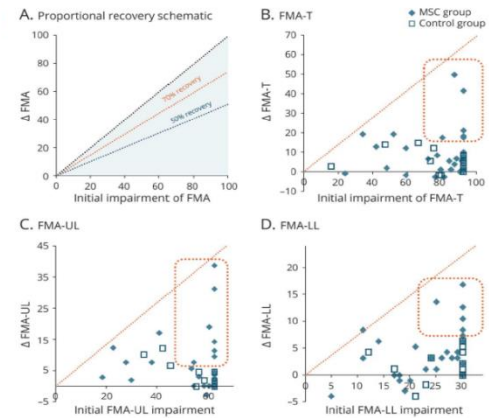 A. Proportional recovery schematic
100
80
60
40
20
0
Δ FMA
70% recovery
50% recovery
0 20 40 60 80 100
Initial impairment of FMA
B. FMA-T
MSC group
Control group
70
60
50
40
30
20
10
0
-10
Δ FMA-T
0 20 40 60 80 100
Initial impairment of FMA-T
C. FMA-UL
45
35
25
15
5
-5
Δ FMA-UL
20 40 60
Initial FMA-UL impairment
D. FMA-LL
20
15
10
5
0
-5
Δ FMA-LL
0 5 10 15 20 25 30
Initial FMA-LL impairment